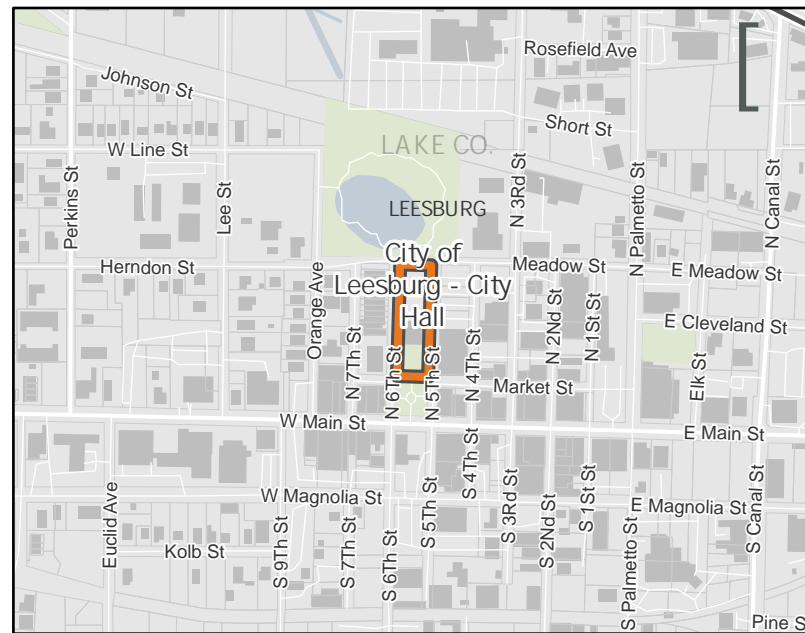 Rosefield Ave
Johnson St
Short St
LAKE CO.
W Line St
N 3Rd St
Perkins St
Lee St
N Palmetto St
N Canal St
LEESBURG
City of
Leesburg - City
Hall
Herndon St
Meadow St
E Meadow St
Orange Ave
N 7Th St
N 6Th St
N 5Th St
N 4Th St
N 2Nd St
N 1St St
E Cleveland St
Elk St
Market St
W Main St
E Main St
S 4Th St
W Magnolia St
E Magnolia St
Euclid Ave
Kolb St
S 9Th St
S 7Th St
S 6Th St
S 5Th St
S 3Rd St
S 2Nd St
S 1St St
S Palmetto St
S Canal St
Pine S